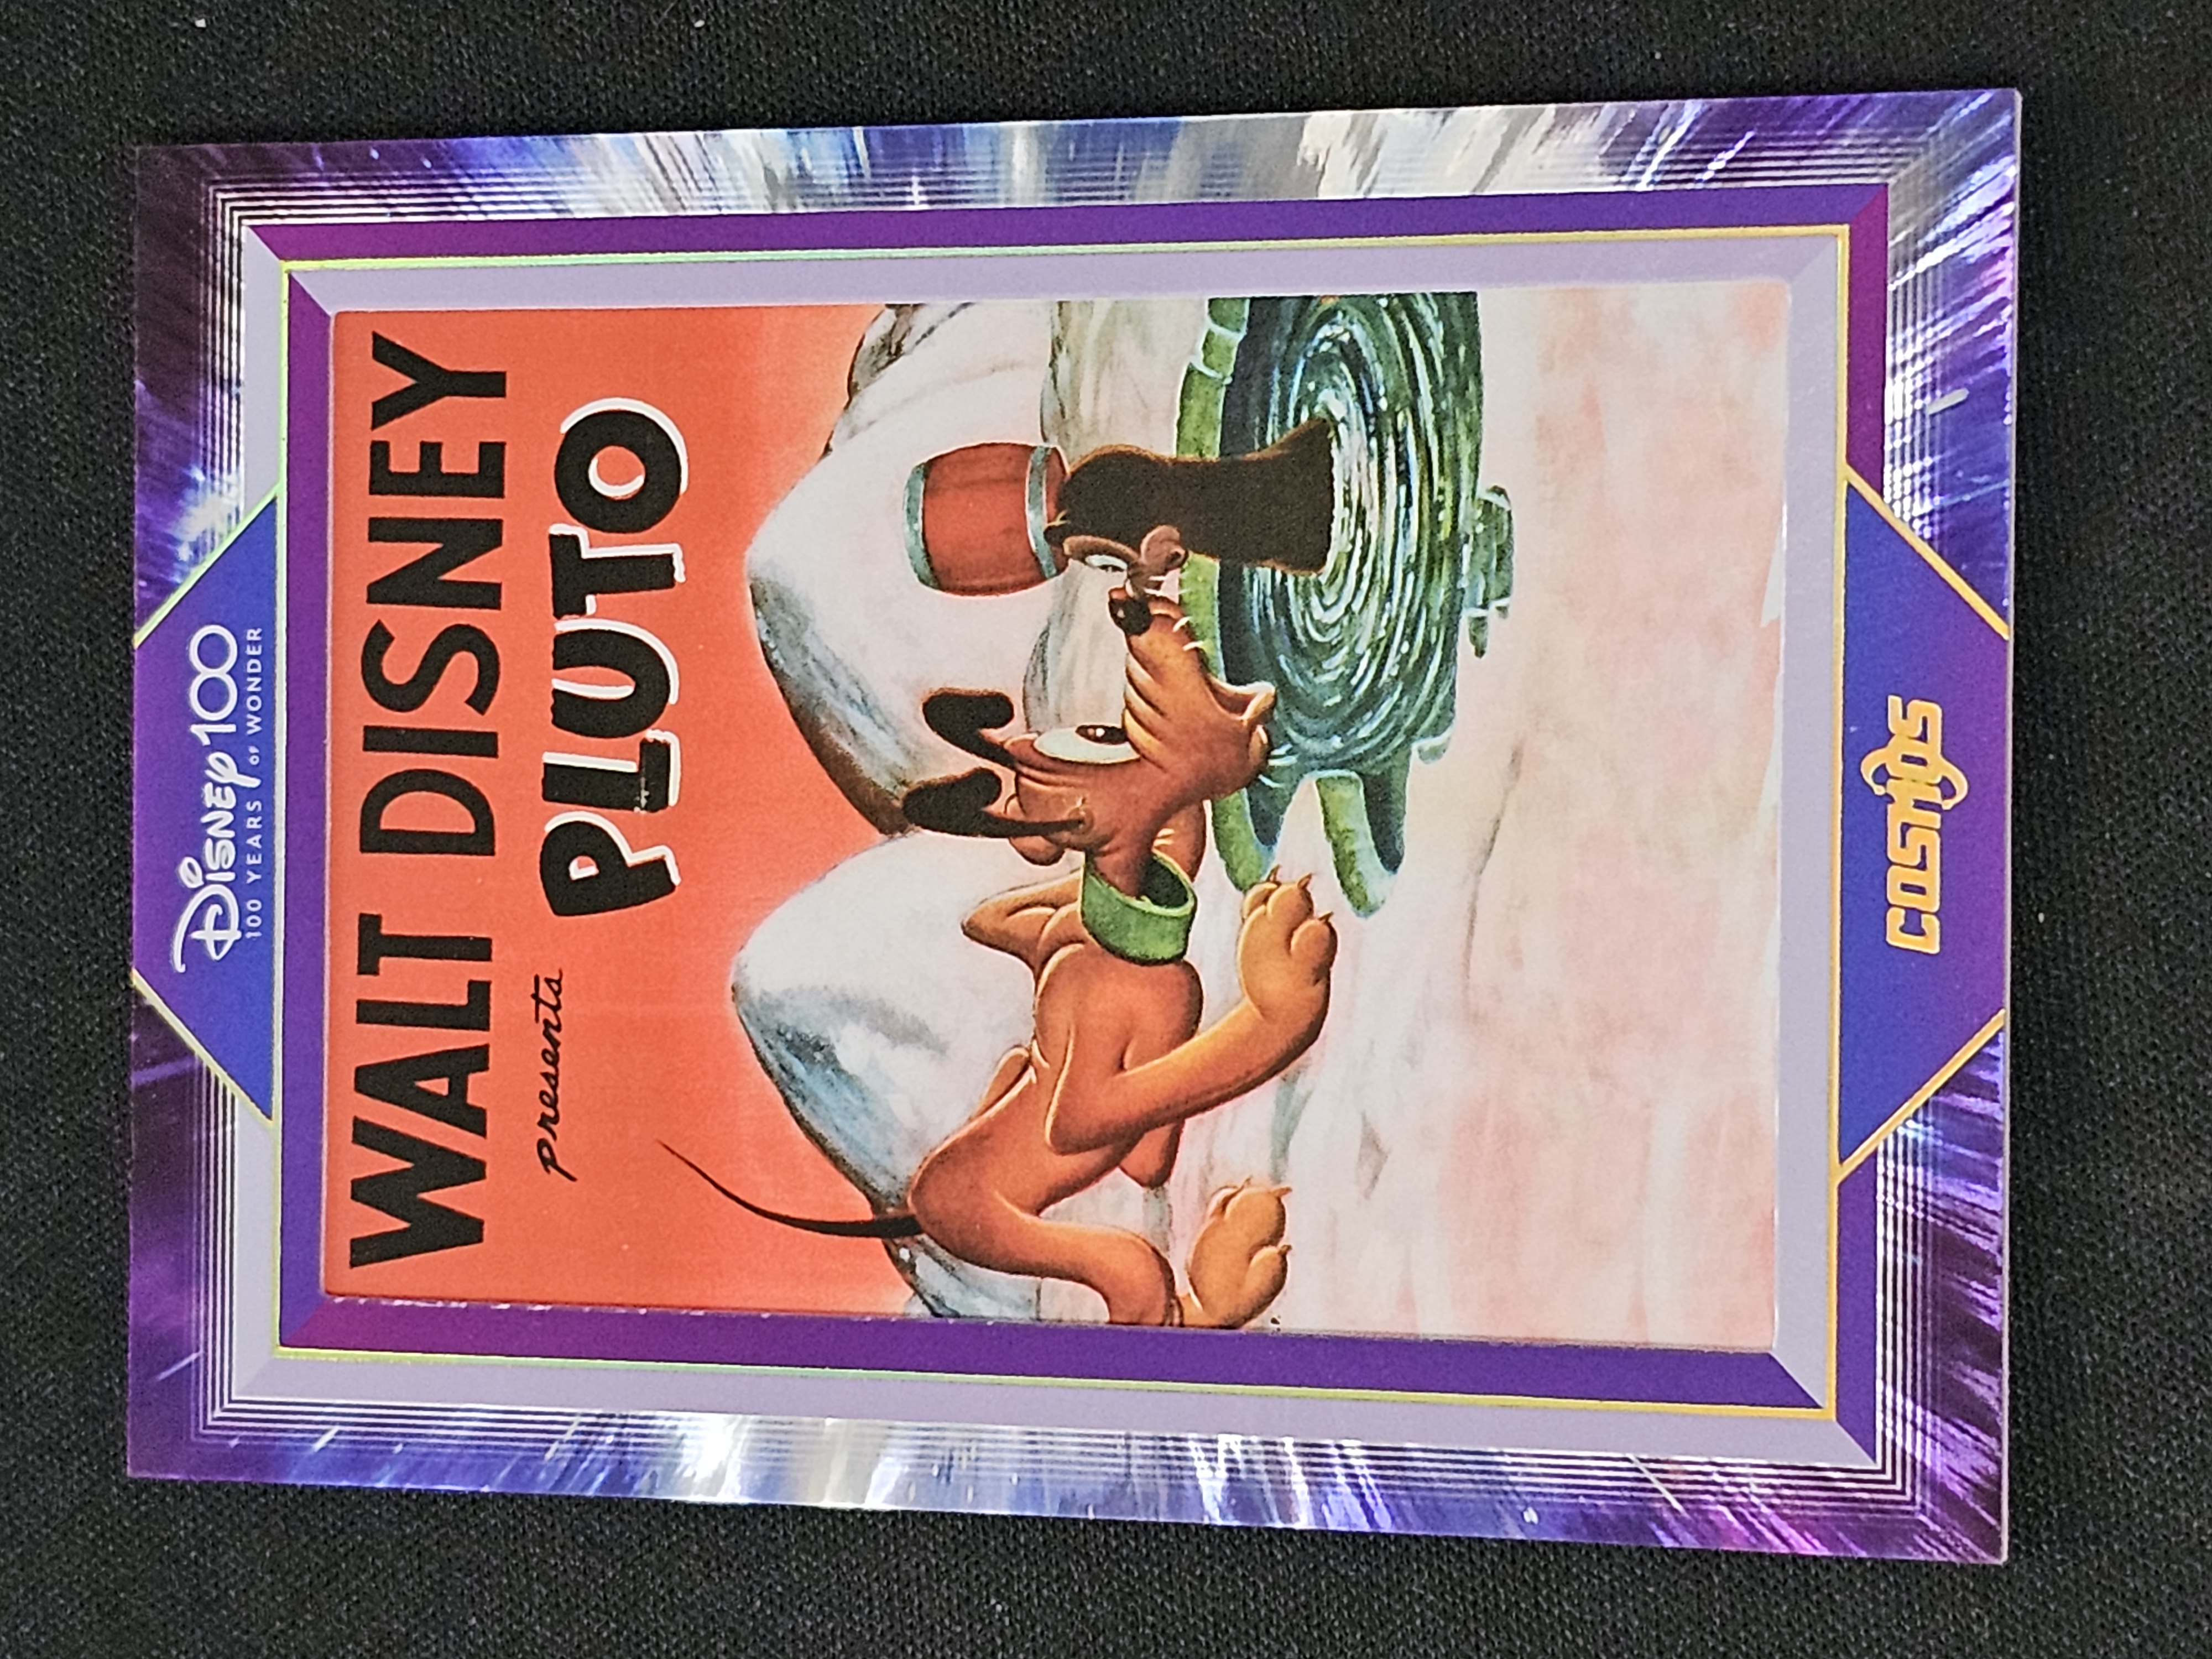 Disney100
100 YEARS OF WONDER
WALT DISNEY
presents
PLUTO
COSMOS